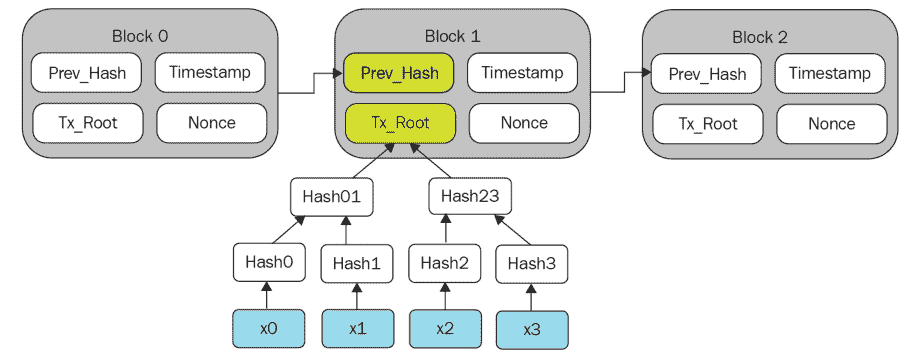 Block 0
Block 1
Block 2
Prev_Hash
Timestamp
Prev_Hash
Timestamp
Prev_Hash
Timestamp
Tx_Root
Nonce
Tx_Root
Nonce
Tx_Root
Nonce
Hash01
Hash23
Hash0
Hash1
Hash2
Hash3
x0
x1
x2
x3